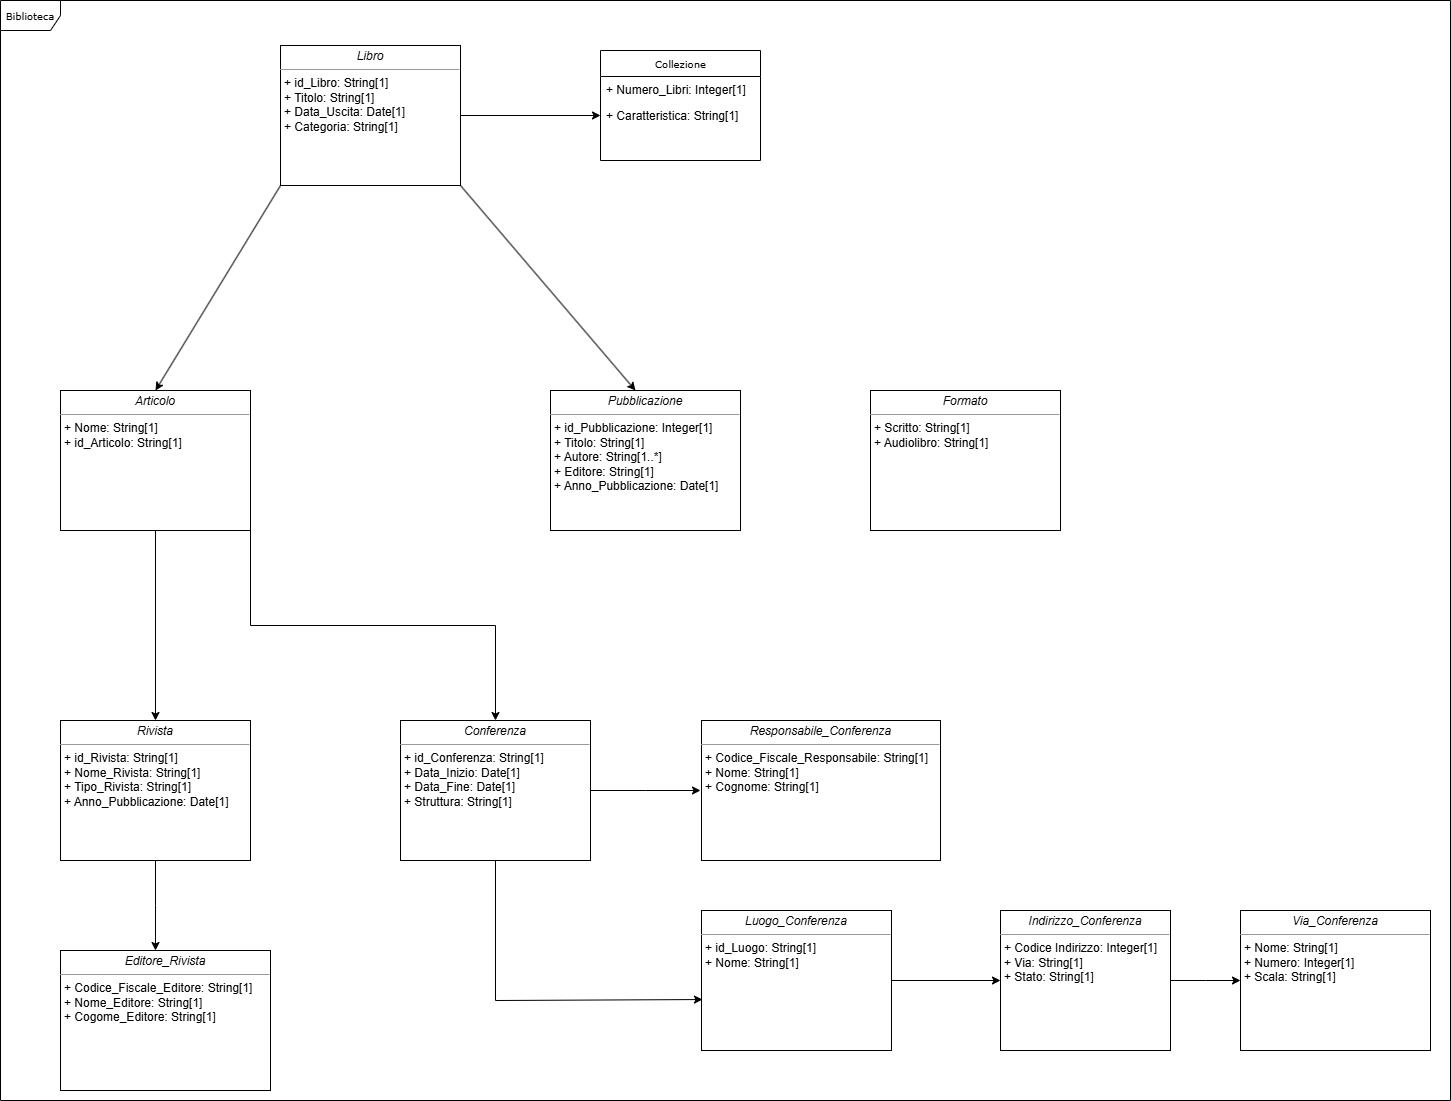 Biblioteca
Libro
+ id_Libro: String[1]
+ Titolo: String[1]
+ Data_Uscita: Date[1]
+ Categoria: String[1]
Collezione
+ Numero_Libri: Integer[1]
+ Caratteristica: String[1]
Articolo
+ Nome: String[1]
+ id_Articolo: String[1]
Pubblicazione
+ id_Pubblicazione: Integer[1]
+ Titolo: String[1]
+ Autore: String[1..*]
+ Editore: String[1]
+ Anno_Pubblicazione: Date[1]
Formato
+ Scritto: String[1]
+ Audiolibro: String[1]
Rivista
+ id_Rivista: String[1]
+ Nome_Rivista: String[1]
+ Tipo_Rivista: String[1]
+ Anno_Pubblicazione: Date[1]
Conferenza
+ id_Conferenza: String[1]
+ Data_Inizio: Date[1]
+ Data_Fine: Date[1]
+ Struttura: String[1]
Responsabile_Conferenza
+ Codice_Fiscale_Responsabile: String[1]
+ Nome: String[1]
+ Cognome: String[1]
Editore_Rivista
+ Codice_Fiscale_Editore: String[1]
+ Nome_Editore: String[1]
+ Cogome_Editore: String[1]
Luogo_Conferenza
+ id_Luogo: String[1]
+ Nome: String[1]
Indirizzo_Conferenza
+ Codice Indirizzo: Integer[1]
+ Via: String[1]
+ Stato: String[1]
Via_Conferenza
+ Nome: String[1]
+ Numero: Integer[1]
+ Scala: String[1]